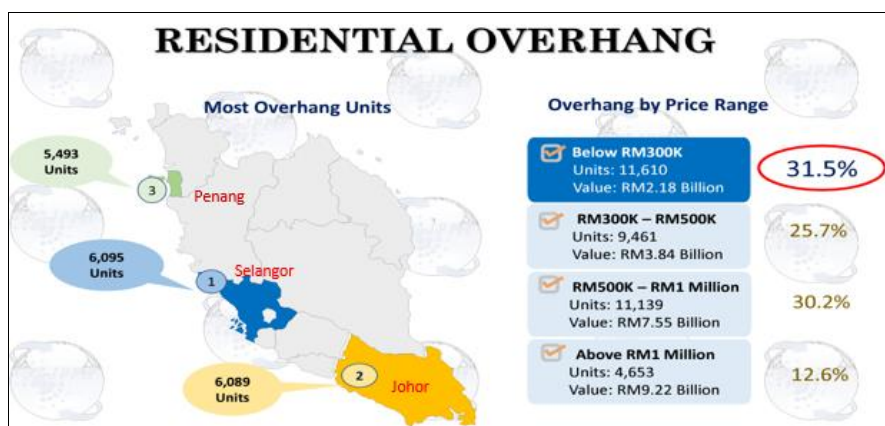 RESIDENTIAL OVERHANG
Most Overhang Units
5,493
Units
3
Penang
6,095
Units
1
Selangor
6,089
Units
2
Johor
Overhang by Price Range
Below RM300K
Units: 11,610
Value: RM2.18 Billion
31.5%
RM300K – RM500K
Units: 9,461
Value: RM3.84 Billion
25.7%
RM500K – RM1 Million
Units: 11,139
Value: RM7.55 Billion
30.2%
Above RM1 Million
Units: 4,653
Value: RM9.22 Billion
12.6%